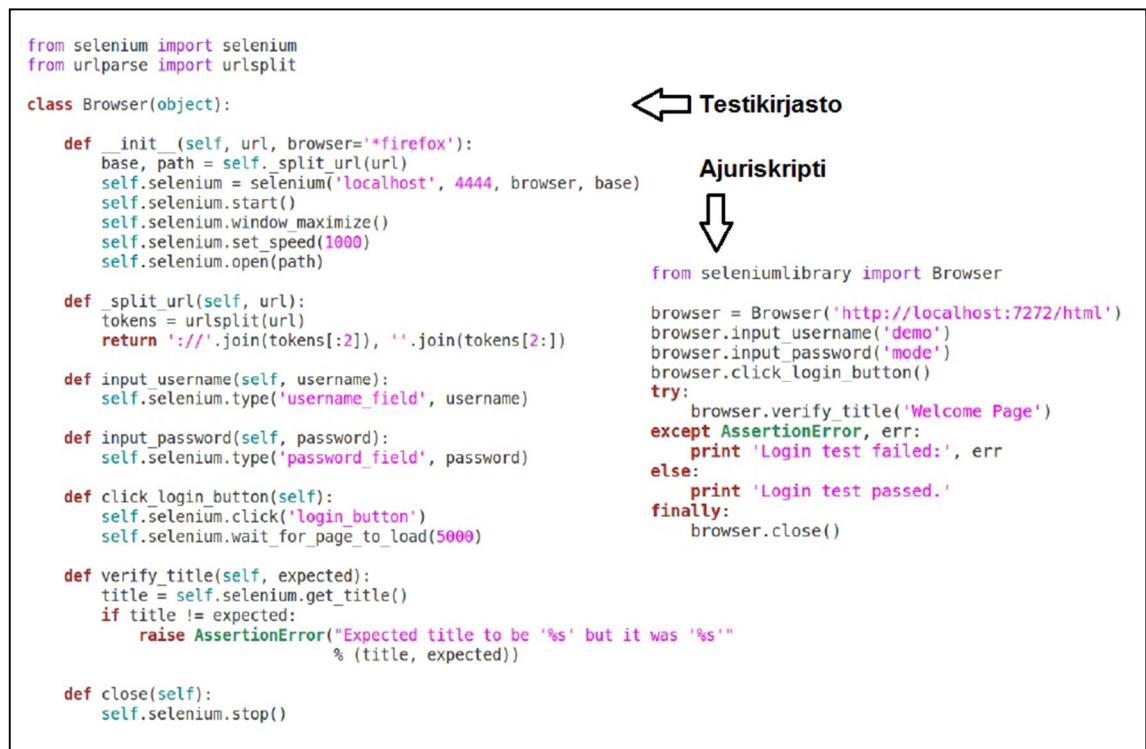 from selenium import selenium
from urlparse import urlsplit
class Browser(object):
    def __init__(self, url, browser='*firefox'):
        base, path = self._split_url(url)
        self.selenium = selenium('localhost', 4444, browser, base)
        self.selenium.start()
        self.selenium.window_maximize()
        self.selenium.set_speed(1000)
        self.selenium.open(path)
    def _split_url(self, url):
        tokens = urlsplit(url)
        return '://'.join(tokens[:2]), ''.join(tokens[2:])
    def input_username(self, username):
        self.selenium.type('username_field', username)
    def input_password(self, password):
        self.selenium.type('password_field', password)
    def click_login_button(self):
        self.selenium.click('login_button')
        self.selenium.wait_for_page_to_load(5000)
    def verify_title(self, expected):
        title = self.selenium.get_title()
        if title != expected:
            raise AssertionError("Expected title to be '%s' but it was '%s'"
                                 % (title, expected))
    def close(self):
        self.selenium.stop()
Testikirjasto
Ajuriskripti
from seleniumlibrary import Browser
browser = Browser('http://localhost:7272/html')
browser.input_username('demo')
browser.input_password('mode')
browser.click_login_button()
try:
    browser.verify_title('Welcome Page')
except AssertionError, err:
    print 'Login test failed:', err
else:
    print 'Login test passed.'
finally:
    browser.close()